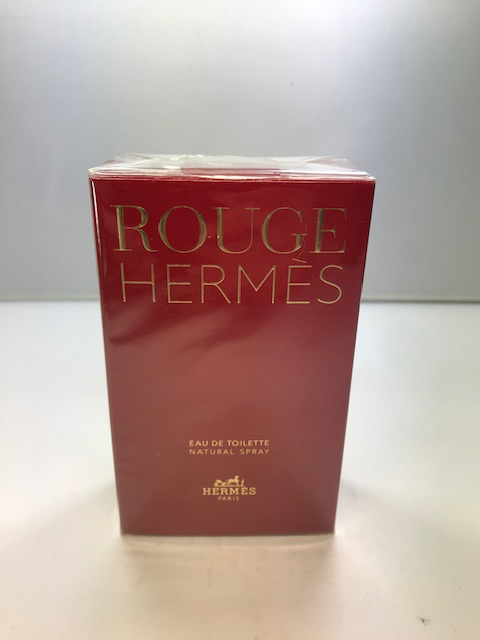 ROUGE
HERMÈS
EAU DE TOILETTE
NATURAL SPRAY
HERMÈS
PARIS